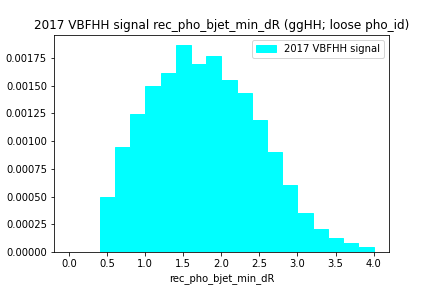 2017 VBFHH signal rec_pho_bjet_min_dR (ggHH; loose pho_id)
2017 VBFHH signal
0.00175
0.00150
0.00125
0.00100
0.00075
0.00050
0.00025
0.00000
0.0 0.5 1.0 1.5 2.0 2.5 3.0 3.5 4.0
rec_pho_bjet_min_dR